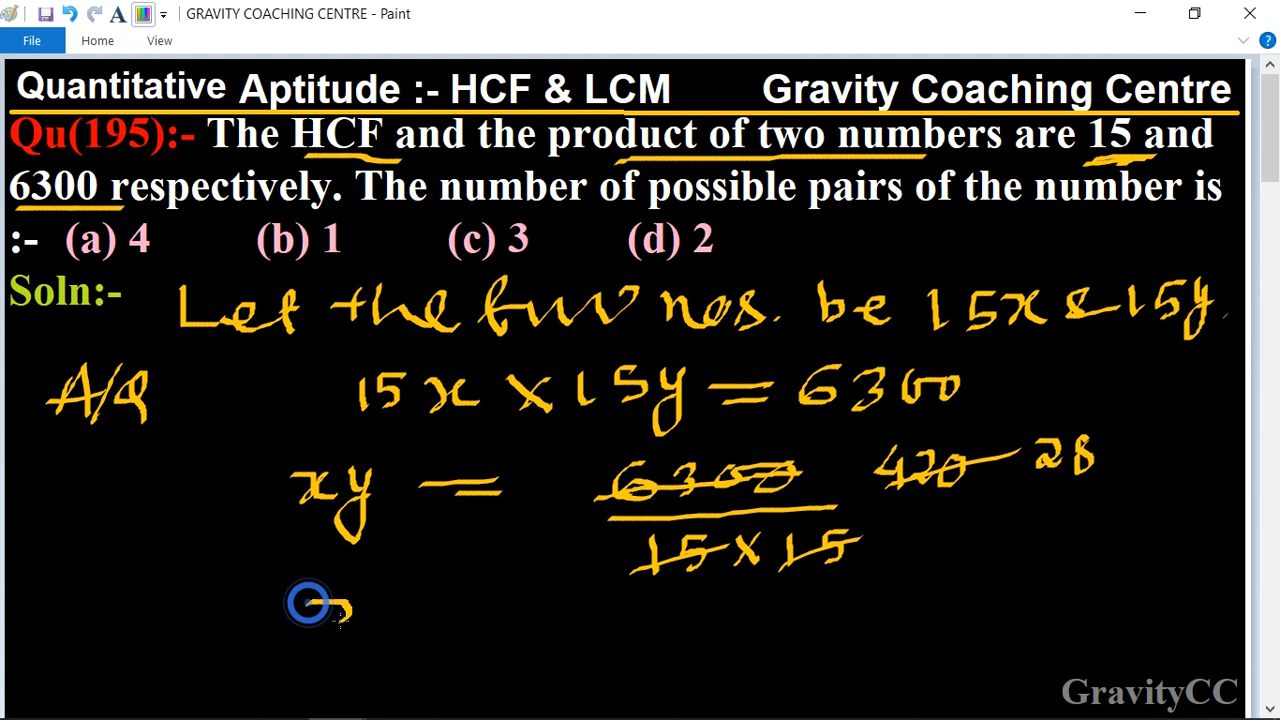 GRAVITY COACHING CENTRE - Paint
File Home View
Quantitative Aptitude :- HCF & LCM Gravity Coaching Centre
Qu(195):- The HCF and the product of two numbers are 15 and
6300 respectively. The number of possible pairs of the number is
:- (a) 4 (b) 1 (c) 3 (d) 2
Soln:- Let the two nos. be 15x & 15y.
A/Q 15x × 15y = 6300
xy = 6300 420 28
15 × 15
GravityCC